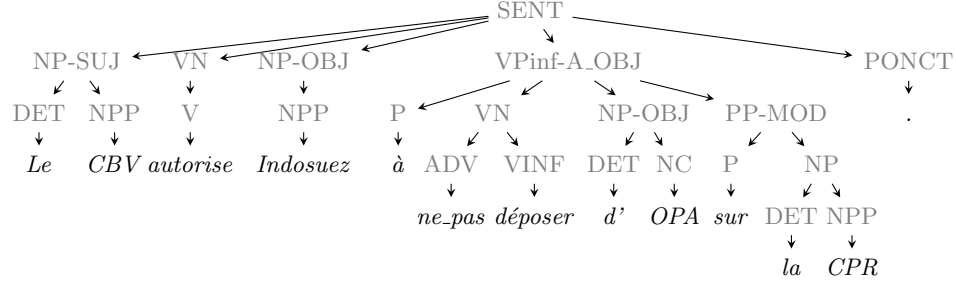 SENT
NP-SUJ VN NP-OBJ VPinf-A_OBJ PONCT
DET NPP V NPP P VN NP-OBJ PP-MOD .
Le CBV autorise Indosuez à ADV VINF DET NC P NP
ne_pas déposer d' OPA sur DET NPP
la CPR